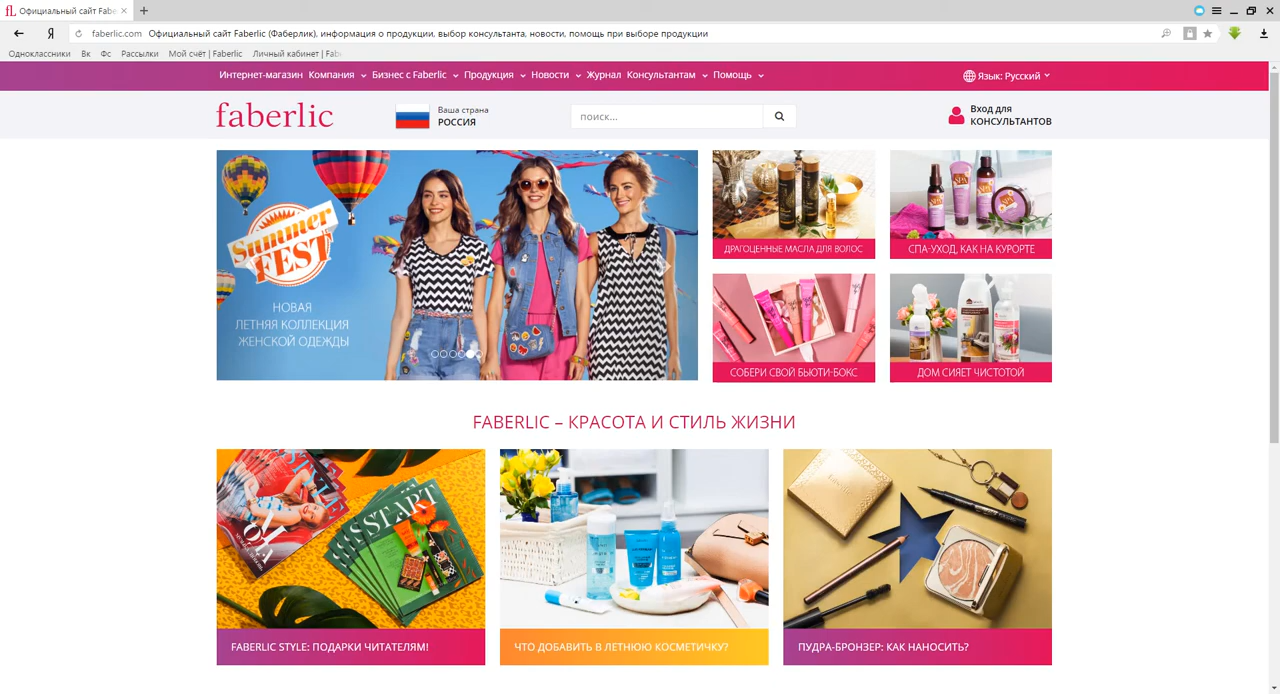 Официальный сайт Fabe
faberlic.com Официальный сайт Faberlic (Фаберлик), информация о продукции, выбор консультанта, новости, помощь при выборе продукции
Одноклассники Вк Фс Рассылки Мой счёт | Faberlic Личный кабинет | Fab
Интернет-магазин Компания Бизнес с Faberlic Продукция Новости Журнал Консультантам Помощь Язык: Русский
faberlic
Ваша страна
РОССИЯ
поиск...
Вход для
КОНСУЛЬТАНТОВ
Summer
FEST
НОВАЯ
ЛЕТНЯЯ КОЛЛЕКЦИЯ
ЖЕНСКОЙ ОДЕЖДЫ
ДРАГОЦЕННЫЕ МАСЛА ДЛЯ ВОЛОС
СПА-УХОД, КАК НА КУРОРТЕ
СОБЕРИ СВОЙ БЬЮТИ-БОКС
ДОМ СИЯЕТ ЧИСТОТОЙ
FABERLIC – КРАСОТА И СТИЛЬ ЖИЗНИ
START
FABERLIC STYLE: ПОДАРКИ ЧИТАТЕЛЯМ!
ЧТО ДОБАВИТЬ В ЛЕТНЮЮ КОСМЕТИЧКУ?
ПУДРА-БРОНЗЕР: КАК НАНОСИТЬ?